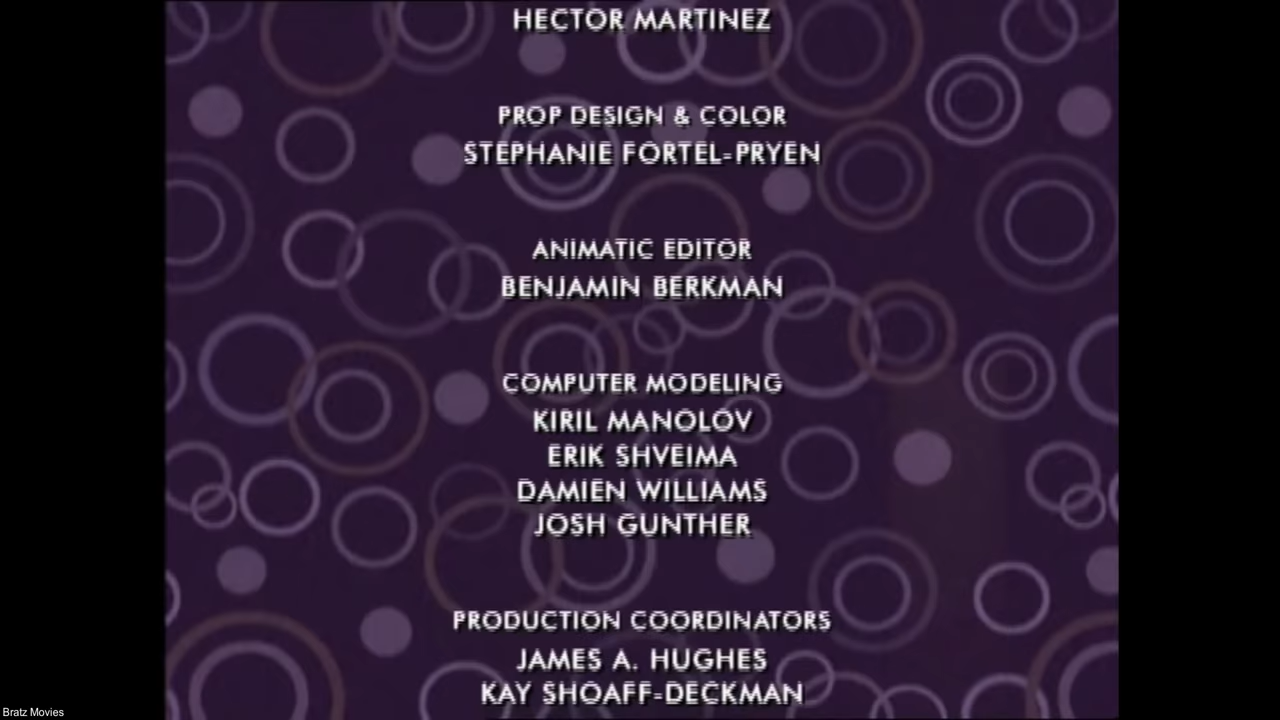 HECTOR MARTINEZ
PROP DESIGN & COLOR
STEPHANIE FORTEL-PRYEN
ANIMATIC EDITOR
BENJAMIN BERKMAN
COMPUTER MODELING
KIRIL MANOLOV
ERIK SHVEIMA
DAMIEN WILLIAMS
JOSH GUNTHER
PRODUCTION COORDINATORS
JAMES A. HUGHES
KAY SHOAFF-DECKMAN
Bratz Movies